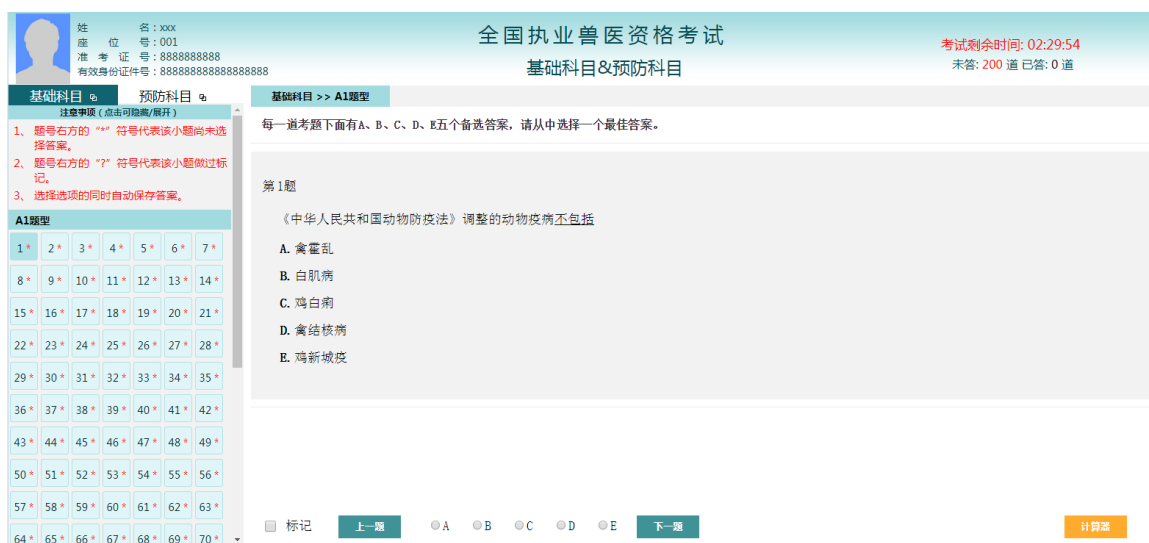 姓 名：xxx
座 位 号：001
准 考 证 号：8888888888
有效身份证件号：888888888888888888
全国执业兽医资格考试
基础科目&预防科目
考试剩余时间: 02:29:54
未答: 200 道 已答: 0 道
基础科目 预防科目
注意事项（点击可隐藏/展开）
1、 题号右方的 “*” 符号代表该小题尚未选
择答案。
2、 题号右方的 “?” 符号代表该小题做过标
记。
3、 选择选项的同时自动保存答案。
A1题型
1 * 2 * 3 * 4 * 5 * 6 * 7 *
8 * 9 * 10 * 11 * 12 * 13 * 14 *
15 * 16 * 17 * 18 * 19 * 20 * 21 *
22 * 23 * 24 * 25 * 26 * 27 * 28 *
29 * 30 * 31 * 32 * 33 * 34 * 35 *
36 * 37 * 38 * 39 * 40 * 41 * 42 *
43 * 44 * 45 * 46 * 47 * 48 * 49 *
50 * 51 * 52 * 53 * 54 * 55 * 56 *
57 * 58 * 59 * 60 * 61 * 62 * 63 *
64 * 65 * 66 * 67 * 68 * 69 * 70 *
基础科目 >> A1题型
每一道考题下面有A、B、C、D、E五个备选答案，请从中选择一个最佳答案。
第1题
《中华人民共和国动物防疫法》调整的动物疫病不包括
A. 禽霍乱
B. 白肌病
C. 鸡白痢
D. 禽结核病
E. 鸡新城疫
标记 上一题 A B C D E 下一题 计算器